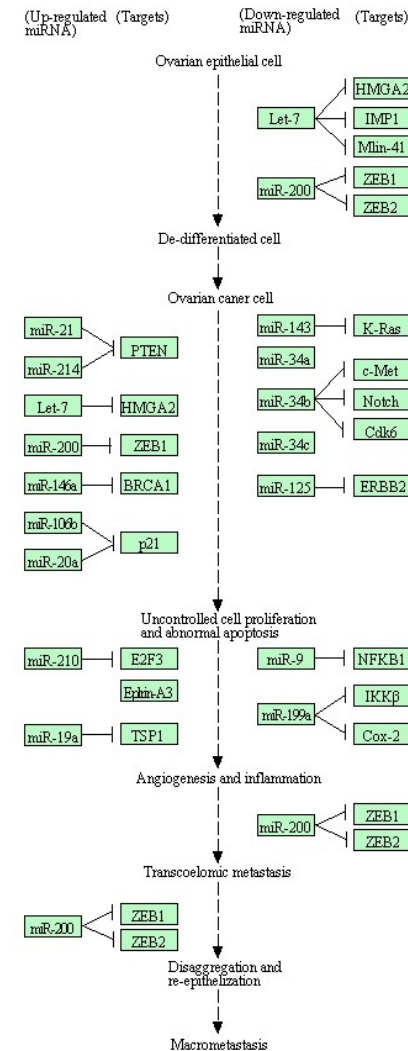 (Up-regulated (Targets) (Down-regulated (Targets)
miRNA) miRNA)
Ovarian epithelial cell
HMGA2
Let-7 IMP1
Mlin-41
miR-200 ZEB1
ZEB2
De-differentiated cell
Ovarian caner cell
miR-21 miR-143 K-Ras
PTEN miR-34a
miR-214 c-Met
Let-7 HMGA2 miR-34b Notch
Cdk6
miR-200 ZEB1 miR-34c
miR-146a BRCA1 miR-125 ERBB2
miR-106b
p21
miR-20a
Uncontrolled cell proliferation
and abnormal apoptosis
miR-210 E2F3 miR-9 NFKB1
Ephrin-A3 IKKβ
miR-199a
miR-19a TSP1 Cox-2
Angiogenesis and inflammation
ZEB1
miR-200
ZEB2
Transcoelomic metastasis
ZEB1
miR-200
ZEB2
Disaggregation and
re-epithelization
Macrometastasis